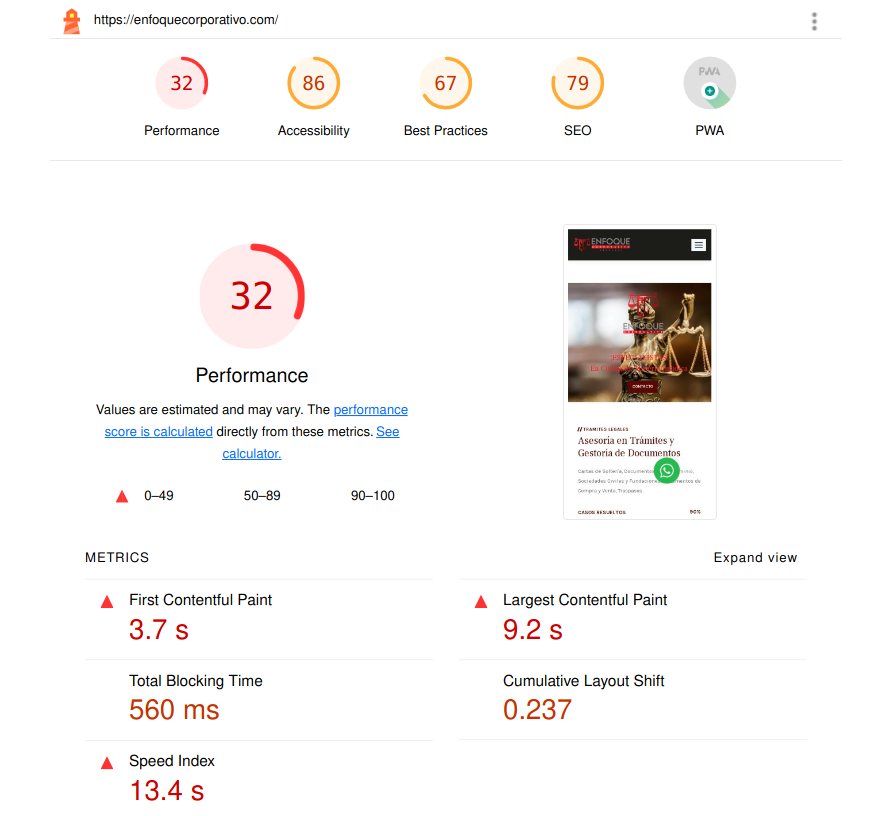 https://enfoquecorporativo.com/
32
86
67
79
PWA
Performance
Accessibility
Best Practices
SEO
PWA
32
Performance
Values are estimated and may vary. The performance
score is calculated directly from these metrics. See
calculator.
0–49
50–89
90–100
ENFOQUE
ENFOQUE
CONTACTO
// TRAMITES LEGALES
Asesoria en Trámites y
Gestoria de Documentos
Cartas de Soltería, Documentos
Sociedades Civiles y Fundaciones
Compra y Venta, Traspasos
CASOS RESUELTOS 90%
METRICS
Expand view
First Contentful Paint
3.7 s
Largest Contentful Paint
9.2 s
Total Blocking Time
560 ms
Cumulative Layout Shift
0.237
Speed Index
13.4 s